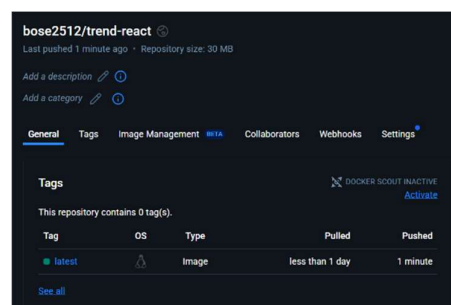 bose2512/trend-react
Last pushed 1 minute ago • Repository size: 30 MB
Add a description
Add a category
General Tags Image Management BETA Collaborators Webhooks Settings
Tags
DOCKER SCOUT INACTIVE
Activate
This repository contains 0 tag(s).
Tag OS Type Pulled Pushed
latest Image less than 1 day 1 minute
See all